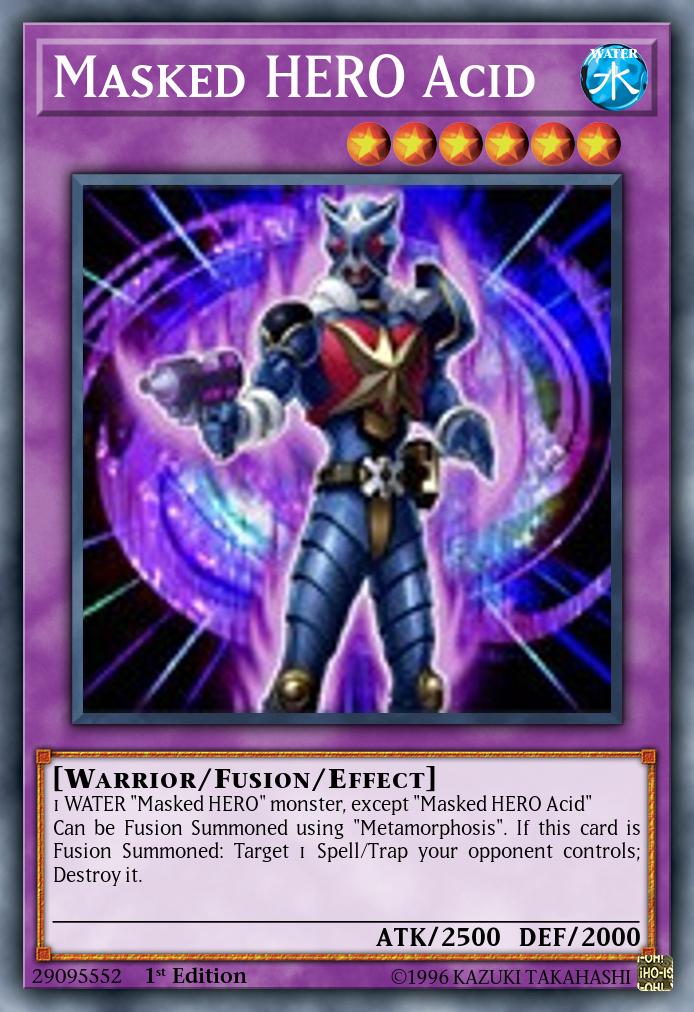 Masked HERO Acid
WATER
水
[Warrior/Fusion/Effect]
1 WATER "Masked HERO" monster, except "Masked HERO Acid"
Can be Fusion Summoned using "Metamorphosis". If this card is
Fusion Summoned: Target 1 Spell/Trap your opponent controls;
Destroy it.
ATK/2500 DEF/2000
29095552 1st Edition ©1996 KAZUKI TAKAHASHI